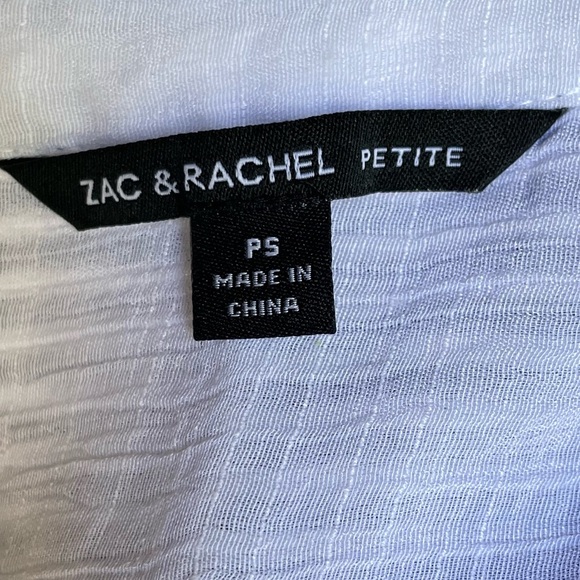 ZAC & RACHEL PETITE
PS
MADE IN
CHINA